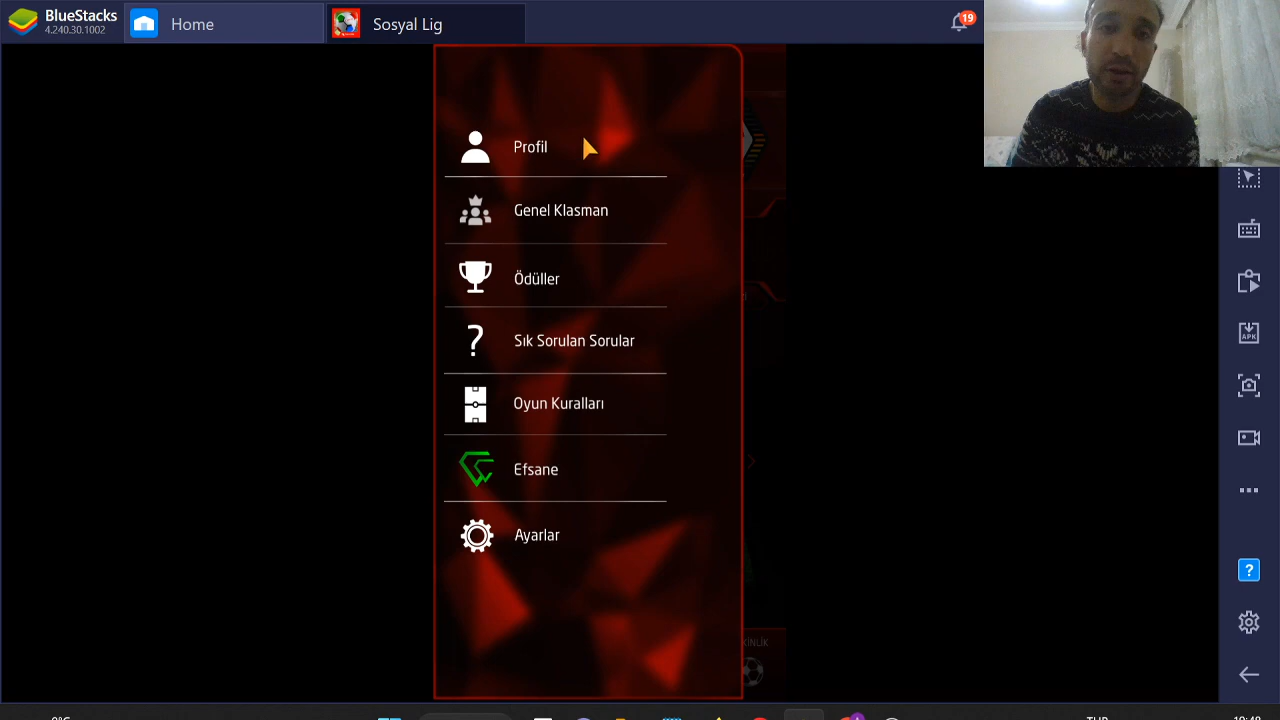 BlueStacks
4.240.30.1002
Home
Sosyal Lig
19
Profil
Genel Klasman
Ödüller
?
Sık Sorulan Sorular
Oyun Kuralları
Efsane
Ayarlar
APK
?